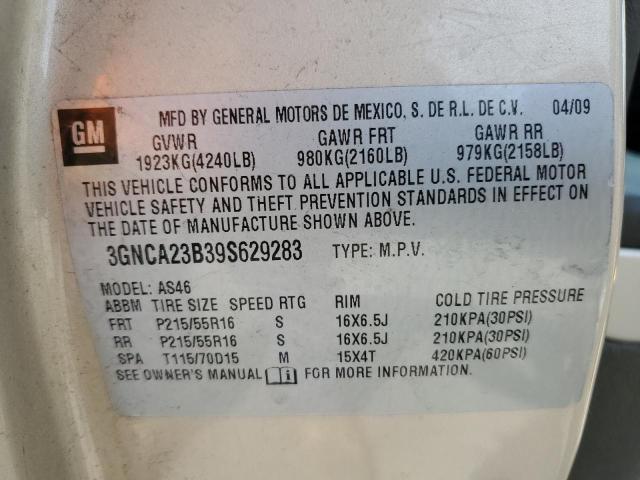 GM
MFD BY GENERAL MOTORS DE MEXICO, S. DE R.L. DE C.V. 04/09
GVWR GAWR FRT GAWR RR
1923KG(4240LB) 980KG(2160LB) 979KG(2158LB)
THIS VEHICLE CONFORMS TO ALL APPLICABLE U.S. FEDERAL MOTOR
VEHICLE SAFETY AND THEFT PREVENTION STANDARDS IN EFFECT ON
THE DATE OF MANUFACTURE SHOWN ABOVE.
3GNCA23B39S629283 TYPE: M.P.V.
MODEL: AS46
ABBM TIRE SIZE SPEED RTG RIM COLD TIRE PRESSURE
FRT P215/55R16 S 16X6.5J 210KPA(30PSI)
RR P215/55R16 S 16X6.5J 210KPA(30PSI)
SPA T115/70D15 M 15X4T 420KPA(60PSI)
SEE OWNER'S MANUAL i FOR MORE INFORMATION.